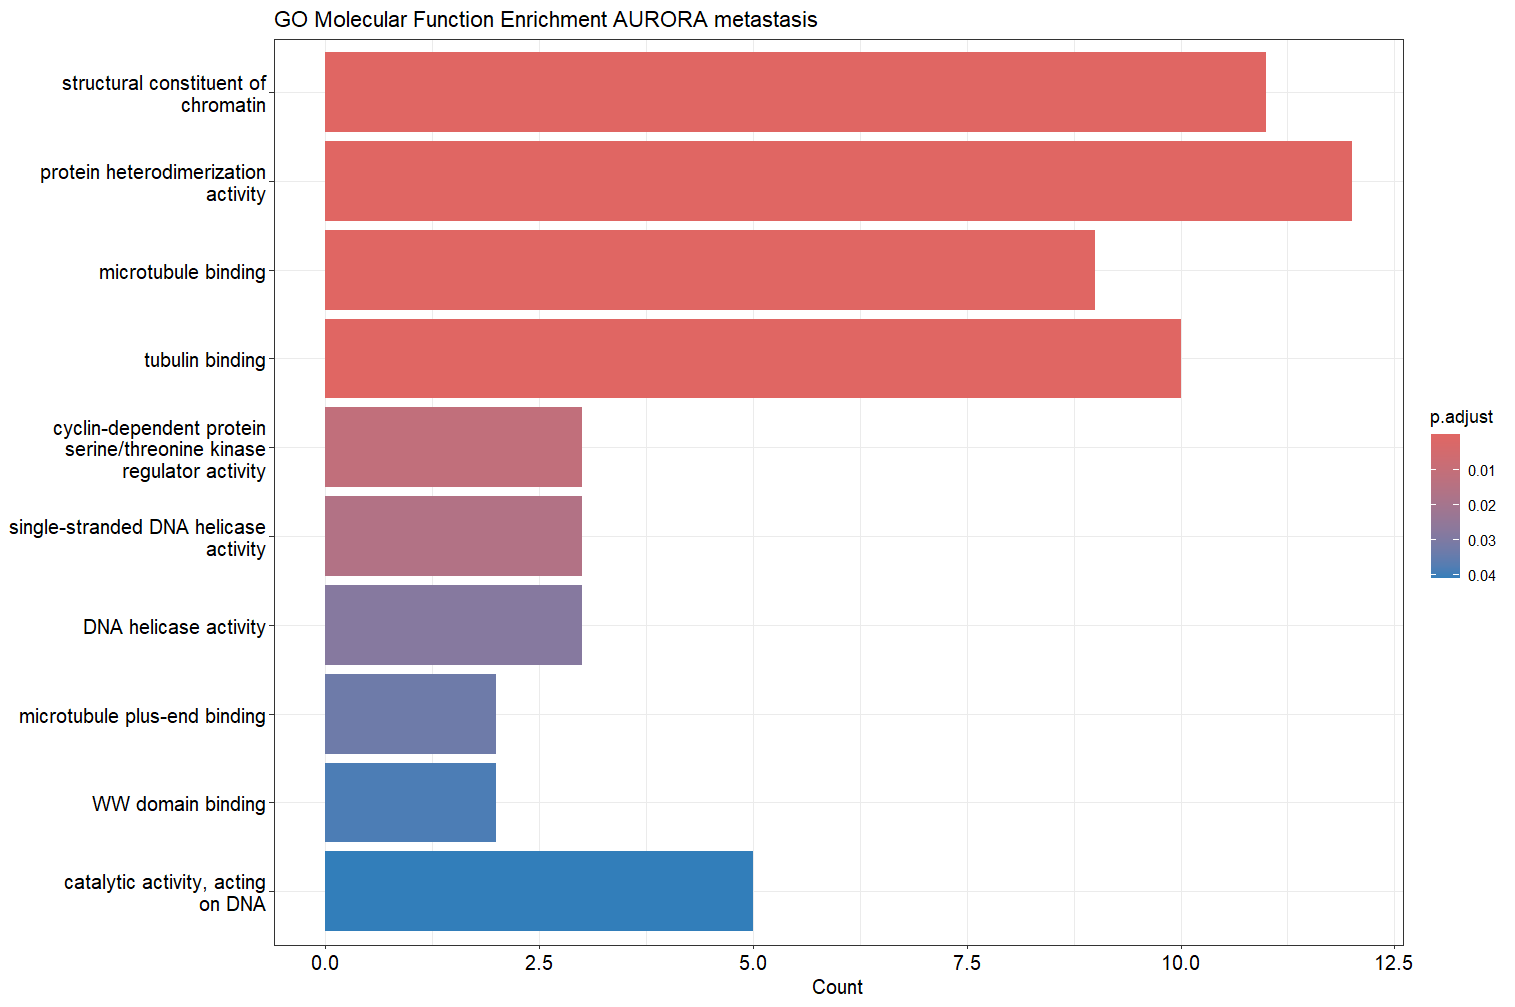 GO Molecular Function Enrichment AURORA metastasis
structural constituent of
chromatin
protein heterodimerization
activity
microtubule binding
tubulin binding
cyclin-dependent protein
serine/threonine kinase
regulator activity
single-stranded DNA helicase
activity
DNA helicase activity
microtubule plus-end binding
WW domain binding
catalytic activity, acting
on DNA
0.0 2.5 5.0 7.5 10.0 12.5
Count
p.adjust
0.01
0.02
0.03
0.04